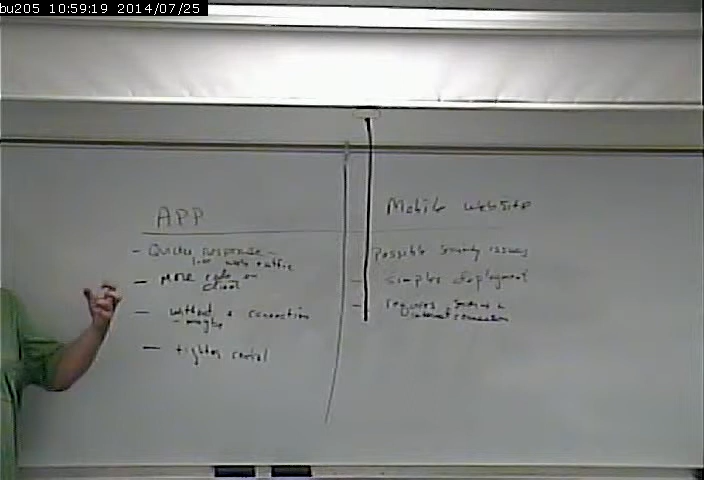 bu205 10:59:19 2014/07/25
APP
- Quicker response -
less web traffic
- More code on
client
- without a connection
- maybe
- tighter control
Mobile website
Possible security issues
- simpler deployment
- requires
internet connection